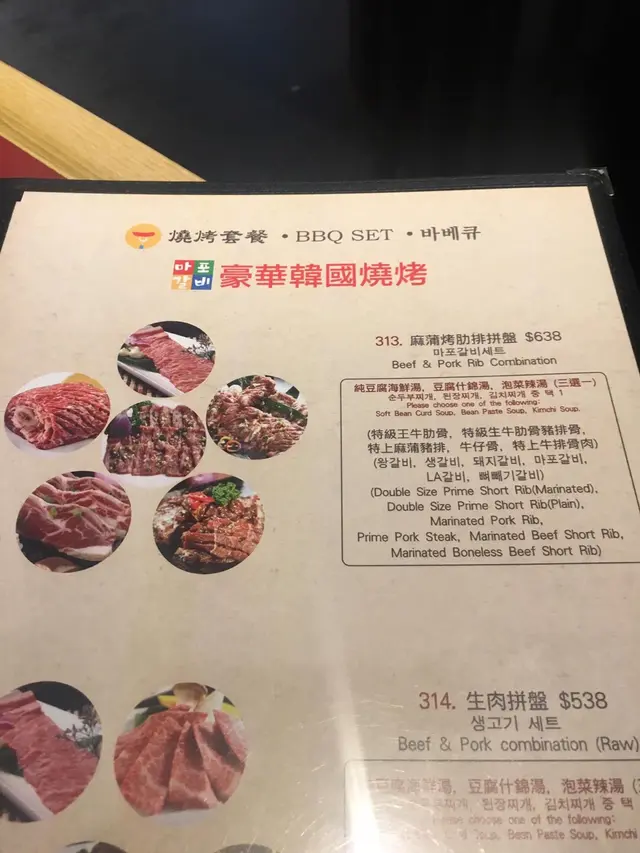 燒烤套餐 • BBQ SET • 바베큐
마포
갈비
豪華韓國燒烤
313. 麻蒲烤肋排拼盤 $638
마포갈비세트
Beef & Pork Rib Combination
純豆腐海鮮湯, 豆腐什錦湯, 泡菜辣湯 (三選一)
순두부찌개, 된장찌개, 김치찌개 중 택 1
Please choose one of the following:
Soft Bean Curd Soup, Bean Paste Soup, Kimchi Soup.
(特級王牛肋骨, 特級生牛肋骨豬排骨,
特上麻蒲豬排, 牛仔骨, 特上牛排骨肉)
(왕갈비, 생갈비, 돼지갈비, 마포갈비,
LA갈비, 뼈빼기갈비)
(Double Size Prime Short Rib(Marinated),
Double Size Prime Short Rib(Plain),
Marinated Pork Rib,
Prime Pork Steak, Marinated Beef Short Rib,
Marinated Boneless Beef Short Rib)
314. 生肉拼盤 $538
생고기 세트
Beef & Pork combination (Raw)
豆腐海鮮湯, 豆腐什錦湯, 泡菜辣湯
된장찌개, 김치찌개 중 택
choose one of the following:
Soup, Bean Paste Soup, Kimchi